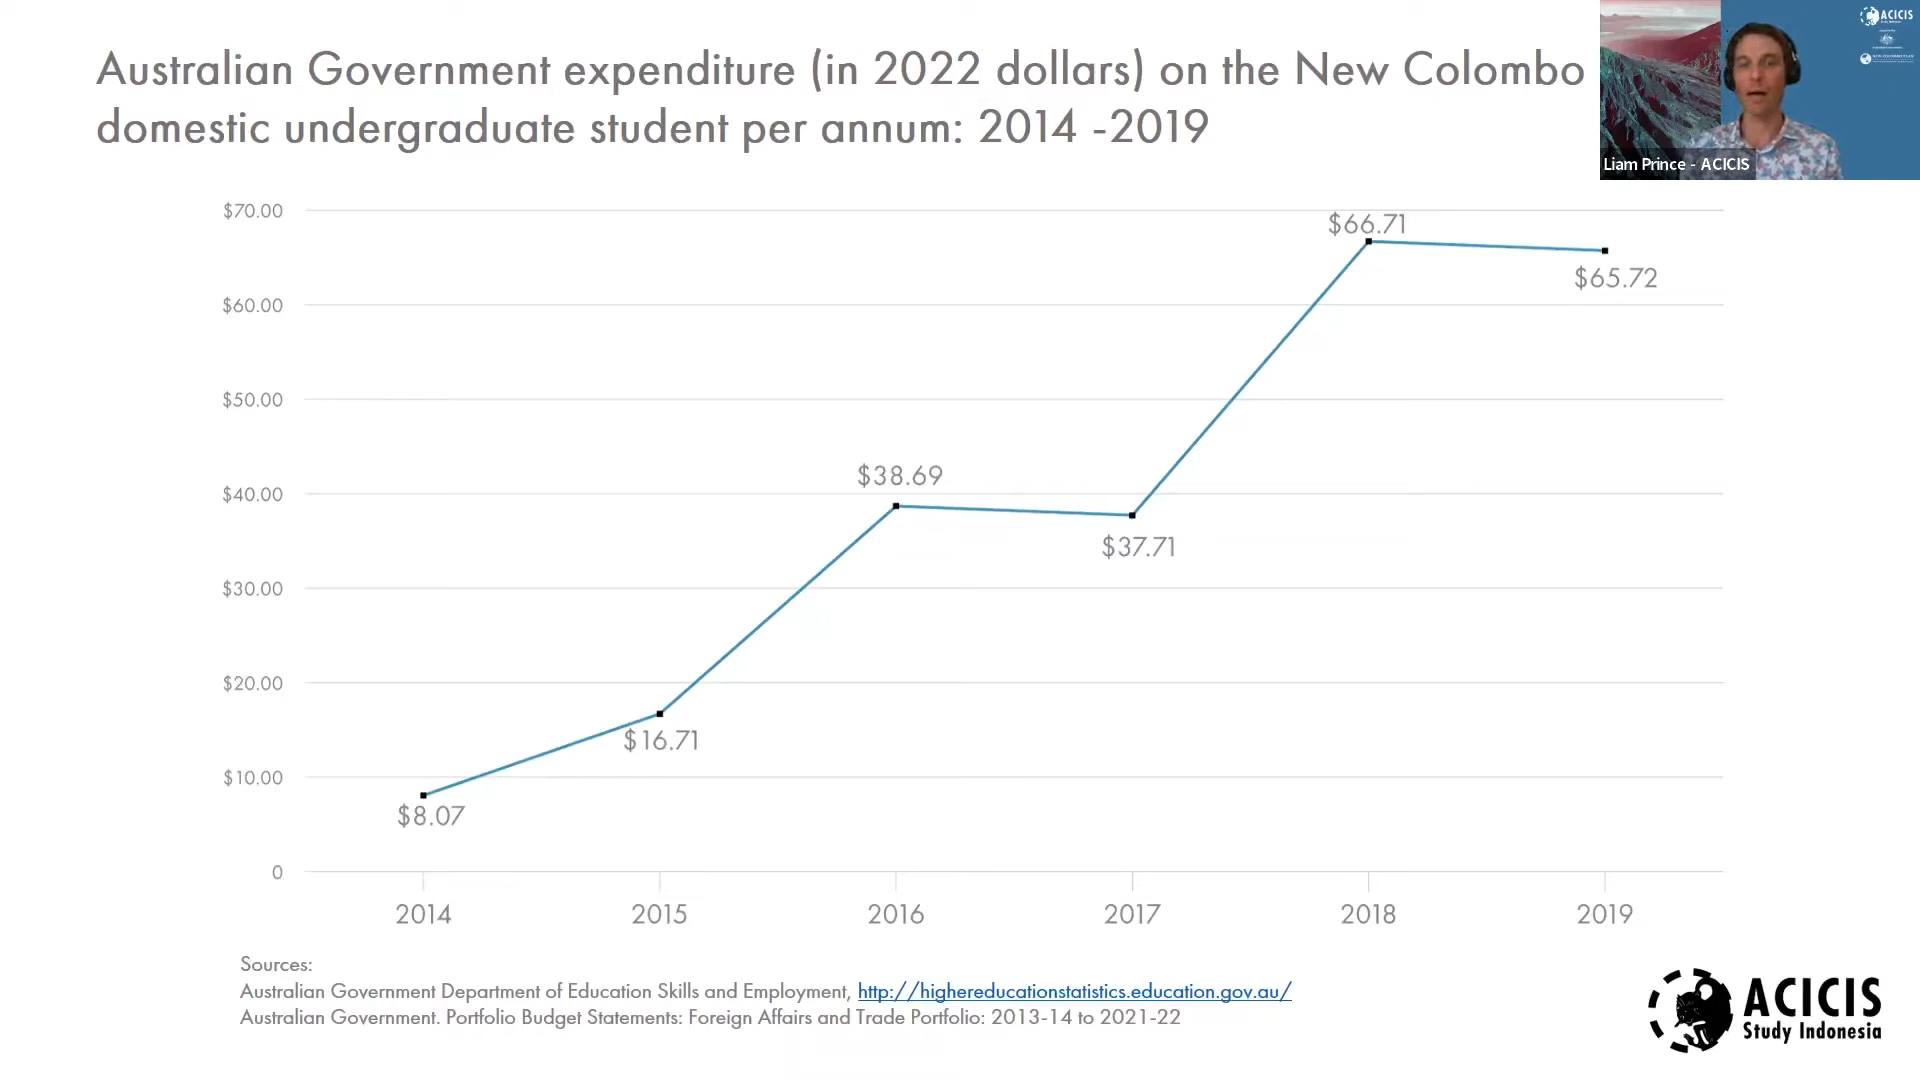 Australian Government expenditure (in 2022 dollars) on the New Colombo
domestic undergraduate student per annum: 2014 -2019
ACICIS
Liam Prince - ACICIS
$70.00
$60.00
$50.00
$40.00
$30.00
$20.00
$10.00
0
$8.07
$16.71
$38.69
$37.71
$66.71
$65.72
2014
2015
2016
2017
2018
2019
Sources:
Australian Government Department of Education Skills and Employment, http://highereducationstatistics.education.gov.au/
Australian Government. Portfolio Budget Statements: Foreign Affairs and Trade Portfolio: 2013-14 to 2021-22
ACICIS
Study Indonesia